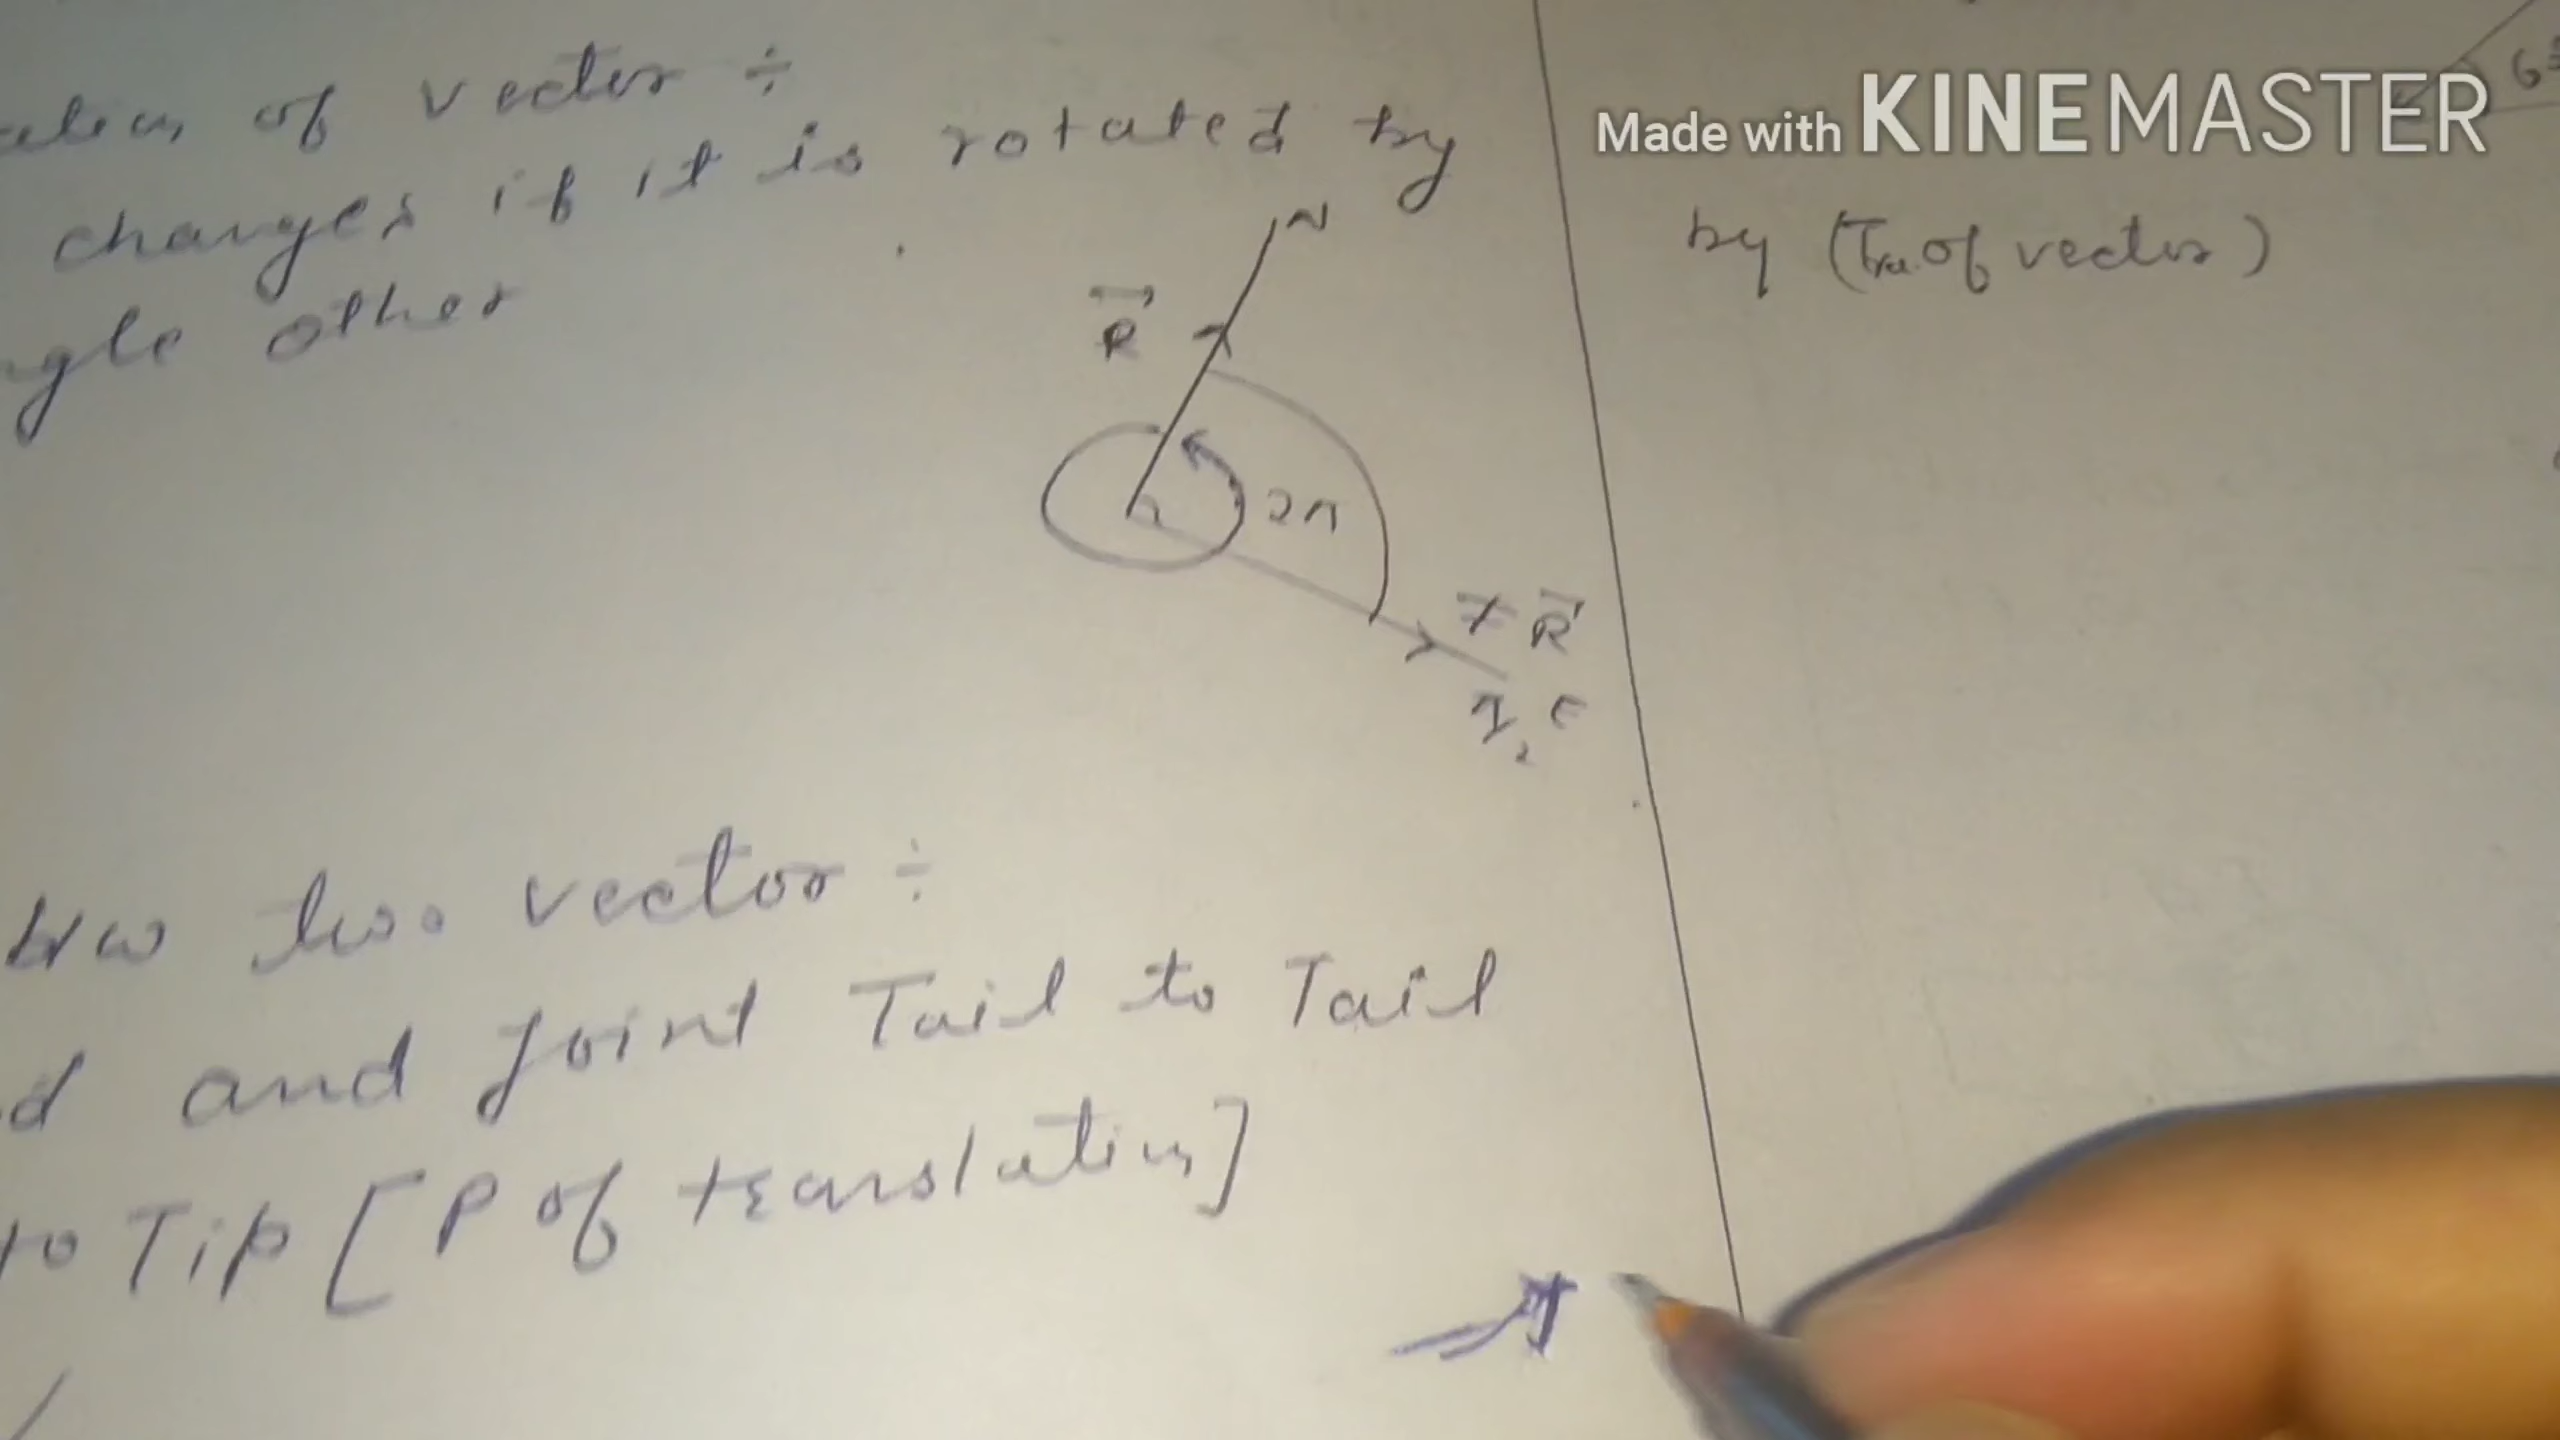 of vector ÷
changes if it is rotated by
other
N
R
2π
≠ R'
E
two vector ÷
and joint Tail to Tail
to Tip [P of translation]
Made with KINEMASTER
by (Tra. of vector)